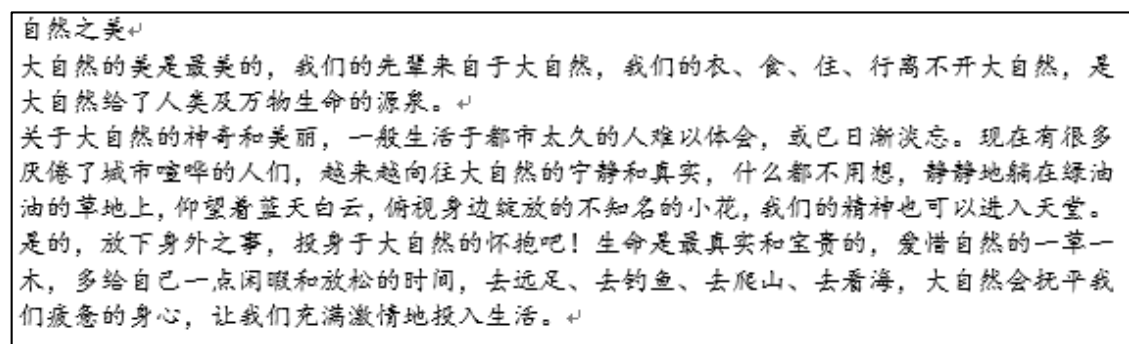 自然之美
大自然的美是最美的，我们的先辈来自于大自然，我们的衣、食、住、行离不开大自然，是
大自然给了人类及万物生命的源泉。
关于大自然的神奇和美丽，一般生活于都市太久的人难以体会，或已日渐淡忘。现在有很多
厌倦了城市喧哗的人们，越来越向往大自然的宁静和真实，什么都不用想，静静地躺在绿油
油的草地上，仰望着蓝天白云，俯视身边绽放的不知名的小花，我们的精神也可以进入天堂。
是的，放下身外之事，投身于大自然的怀抱吧！生命是最真实和宝贵的，爱惜自然的一草一
木，多给自己一点闲暇和放松的时间，去远足、去钓鱼、去爬山、去看海，大自然会抚平我
们疲惫的身心，让我们充满激情地投入生活。